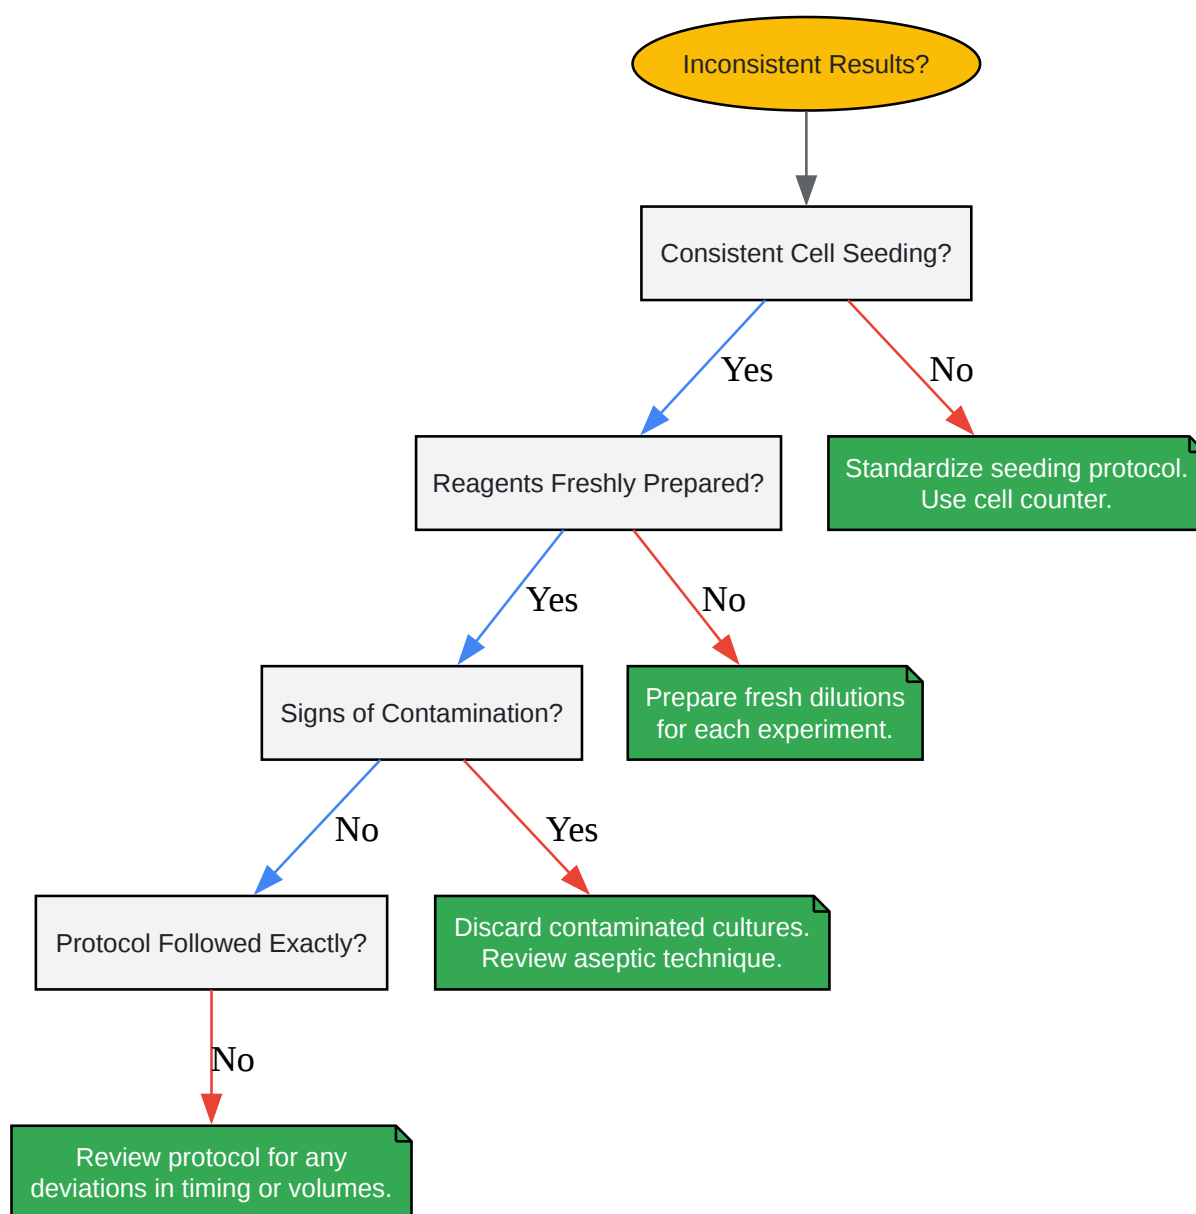 Inconsistent Results?
Consistent Cell Seeding?
Yes
No
Reagents Freshly Prepared?
Standardize seeding protocol.
Use cell counter.
Yes
No
Signs of Contamination?
Prepare fresh dilutions
for each experiment.
No
Yes
Protocol Followed Exactly?
Discard contaminated cultures.
Review aseptic technique.
No
Review protocol for any
deviations in timing or volumes.